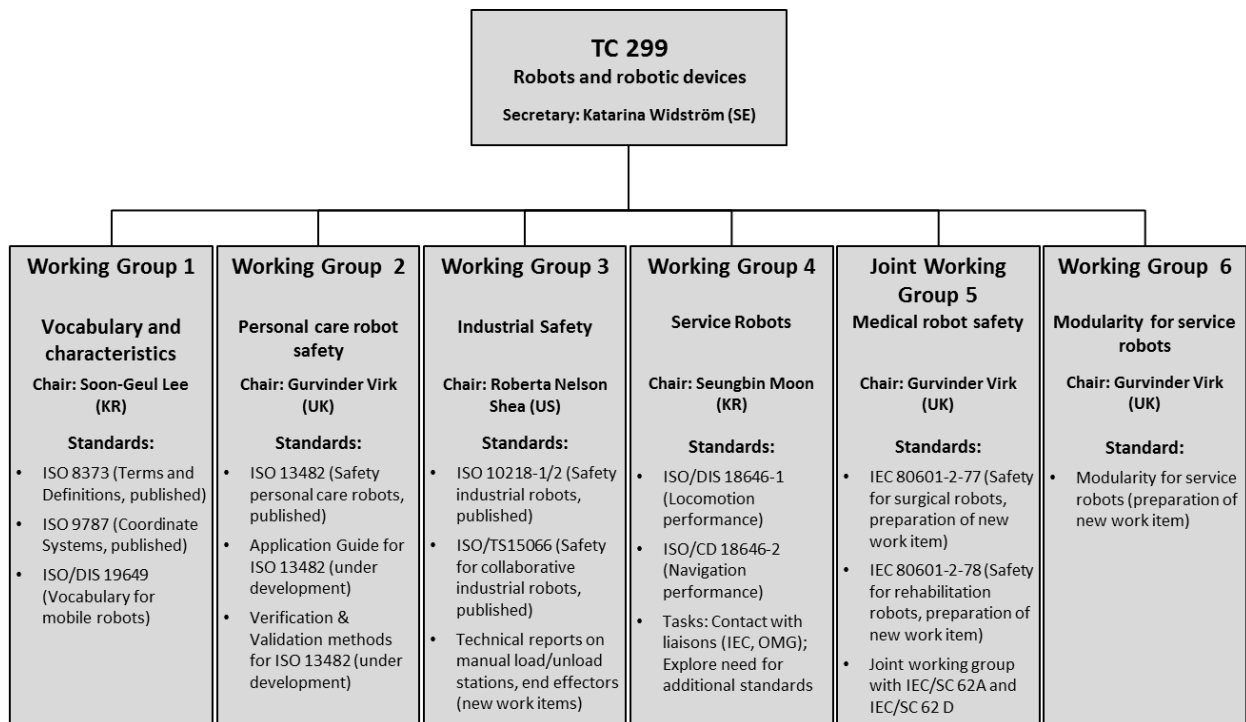 TC 299
Robots and robotic devices
Secretary: Katarina Widström (SE)
Working Group 1
Vocabulary and
characteristics
Chair: Soon-Geul Lee
(KR)
Standards:
• ISO 8373 (Terms and
Definitions, published)
• ISO 9787 (Coordinate
Systems, published)
• ISO/DIS 19649
(Vocabulary for
mobile robots)
Working Group 2
Personal care robot
safety
Chair: Gurvinder Virk
(UK)
Standards:
• ISO 13482 (Safety
personal care robots,
published)
• Application Guide for
ISO 13482 (under
development)
• Verification &
Validation methods
for ISO 13482 (under
development)
Working Group 3
Industrial Safety
Chair: Roberta Nelson
Shea (US)
Standards:
• ISO 10218-1/2 (Safety
industrial robots,
published)
• ISO/TS15066 (Safety
for collaborative
industrial robots,
published)
• Technical reports on
manual load/unload
stations, end effectors
(new work items)
Working Group 4
Service Robots
Chair: Seungbin Moon
(KR)
Standards:
• ISO/DIS 18646-1
(Locomotion
performance)
• ISO/CD 18646-2
(Navigation
performance)
• Tasks: Contact with
liaisons (IEC, OMG);
Explore need for
additional standards
Joint Working
Group 5
Medical robot safety
Chair: Gurvinder Virk
(UK)
Standards:
• IEC 80601-2-77 (Safety
for surgical robots,
preparation of new
work item)
• IEC 80601-2-78 (Safety
for rehabilitation
robots, preparation of
new work item)
• Joint working group
with IEC/SC 62A and
IEC/SC 62 D
Working Group 6
Modularity for service
robots
Chair: Gurvinder Virk
(UK)
Standard:
• Modularity for service
robots (preparation of
new work item)